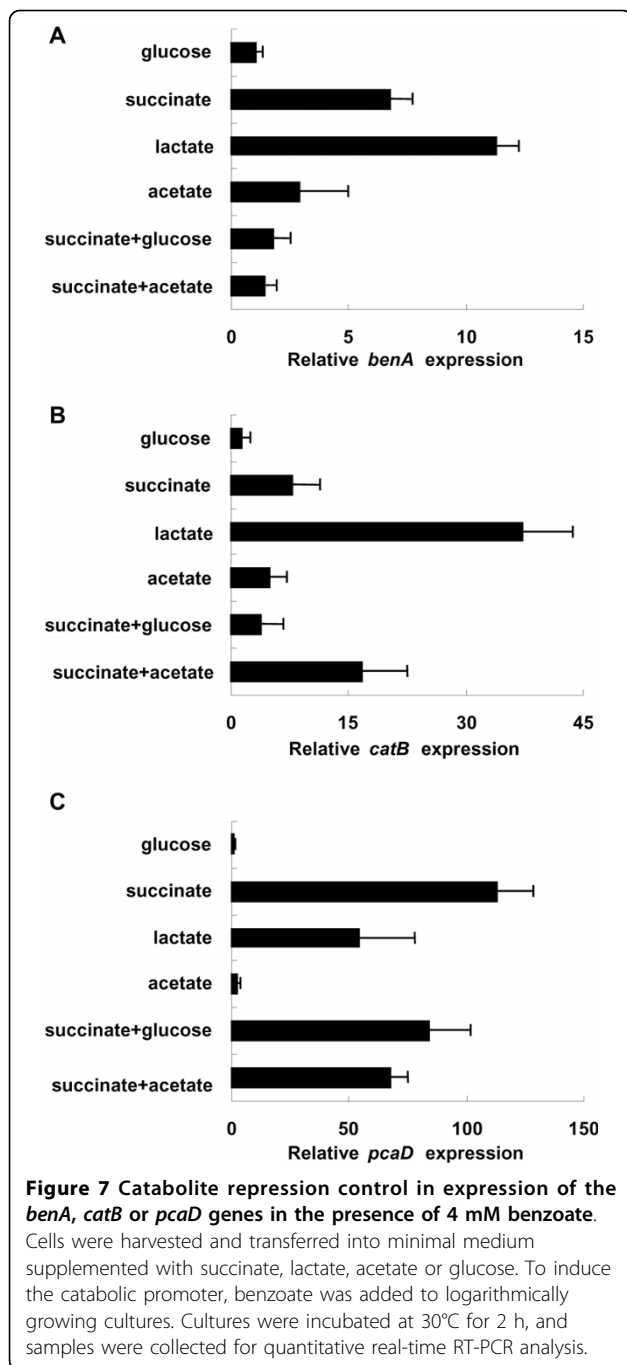 A
glucose
succinate
lactate
acetate
succinate+glucose
succinate+acetate
0 5 10 15
Relative benA expression
B
glucose
succinate
lactate
acetate
succinate+glucose
succinate+acetate
0 15 30 45
Relative catB expression
C
glucose
succinate
lactate
acetate
succinate+glucose
succinate+acetate
0 50 100 150
Relative pcaD expression
Figure 7 Catabolite repression control in expression of the
benA, catB or pcaD genes in the presence of 4 mM benzoate.
Cells were harvested and transferred into minimal medium
supplemented with succinate, lactate, acetate or glucose. To induce
the catabolic promoter, benzoate was added to logarithmically
growing cultures. Cultures were incubated at 30°C for 2 h, and
samples were collected for quantitative real-time RT-PCR analysis.